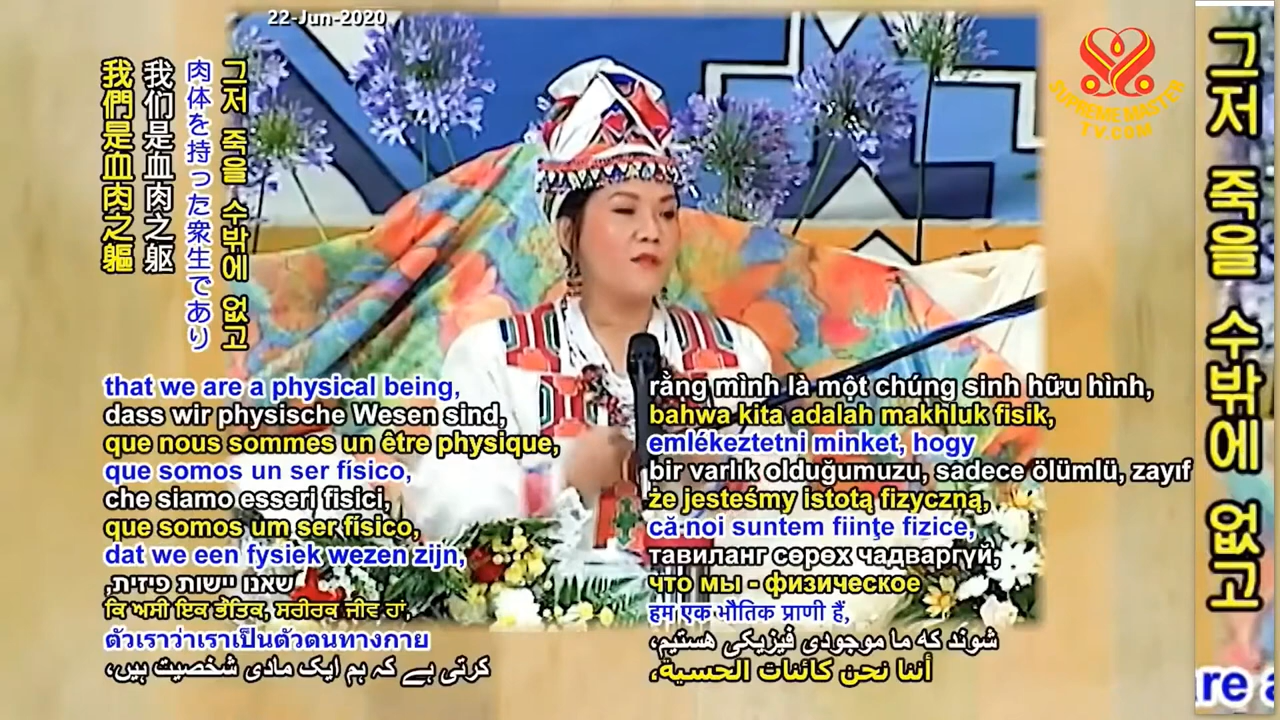 22-Jun-2020
SUPREME MASTER
TV.COM
그저 죽을 수밖에 없고
肉体を持った衆生であり
我们是血肉之躯
我們是血肉之軀
that we are a physical being,
dass wir physische Wesen sind,
que nous sommes un être physique,
que somos un ser físico,
che siamo esseri fisici,
que somos um ser físico,
dat we een fysiek wezen zijn,
שאנו יישות פיזית,
ਕਿ ਅਸੀ ਇਕ ਭੌਤਿਕ, ਸਰੀਰਕ ਜੀਵ ਹਾਂ,
ตัวเราว่าเราเป็นตัวตนทางกาย
کرتی ہے کہ ہم ایک مادی شخصیت ہیں،
rằng mình là một chúng sinh hữu hình,
bahwa kita adalah makhluk fisik,
emlékeztetni minket, hogy
bir varlık olduğumuzu, sadece ölümlü, zayıf
że jesteśmy istotą fizyczną,
că noi suntem fiinţe fizice,
тавиланг сөрөх чадваргүй,
что мы - физическое
हम एक भौतिक प्राणी हैं,
شوند که ما موجودی فیزیکی هستیم،
أننا نحن كائنات الحسية،
그저 죽을 수밖에 없고
are a